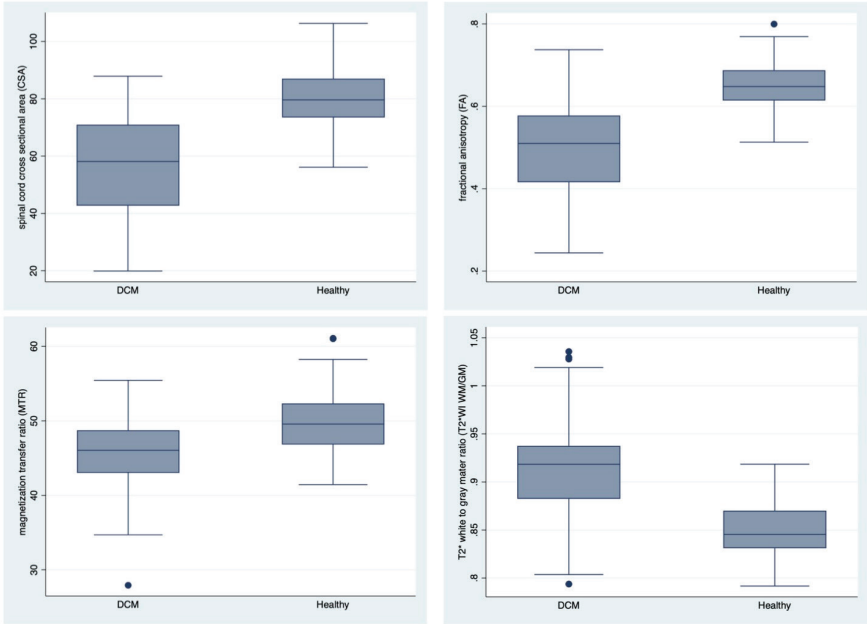 spinal cord cross sectional area (CSA)
100
80
60
40
20
DCM
Healthy
fractional anisotropy (FA)
.8
.6
.4
.2
DCM
Healthy
magnetization transfer ratio (MTR)
60
50
40
30
DCM
Healthy
T2* white to gray mater ratio (T2*WI WM/GM)
1.05
1
.95
.9
.85
.8
DCM
Healthy